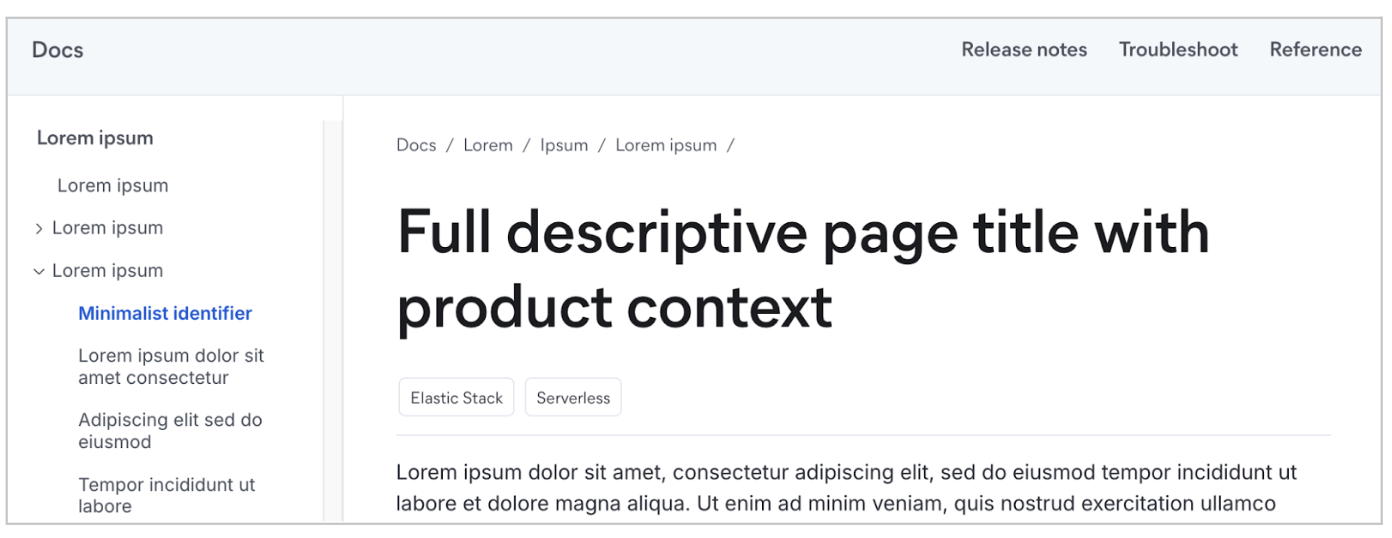 Docs
Release notes
Troubleshoot
Reference
Lorem ipsum
Lorem ipsum
Lorem ipsum
Lorem ipsum
Minimalist identifier
Lorem ipsum dolor sit
amet consectetur
Adipiscing elit sed do
eiusmod
Tempor incididunt ut
labore
Docs / Lorem / Ipsum / Lorem ipsum /
Full descriptive page title with
product context
Elastic Stack
Serverless
Lorem ipsum dolor sit amet, consectetur adipiscing elit, sed do eiusmod tempor incididunt ut
labore et dolore magna aliqua. Ut enim ad minim veniam, quis nostrud exercitation ullamco